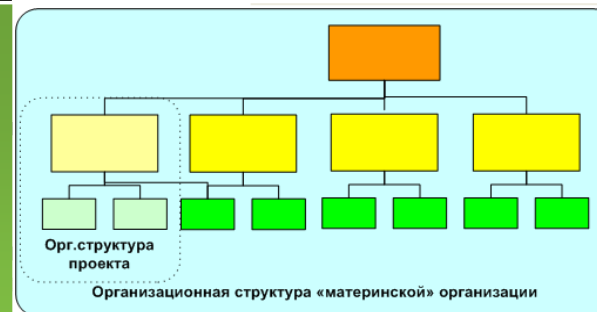 Орг.структура
проекта
Организационная структура «материнской» организации